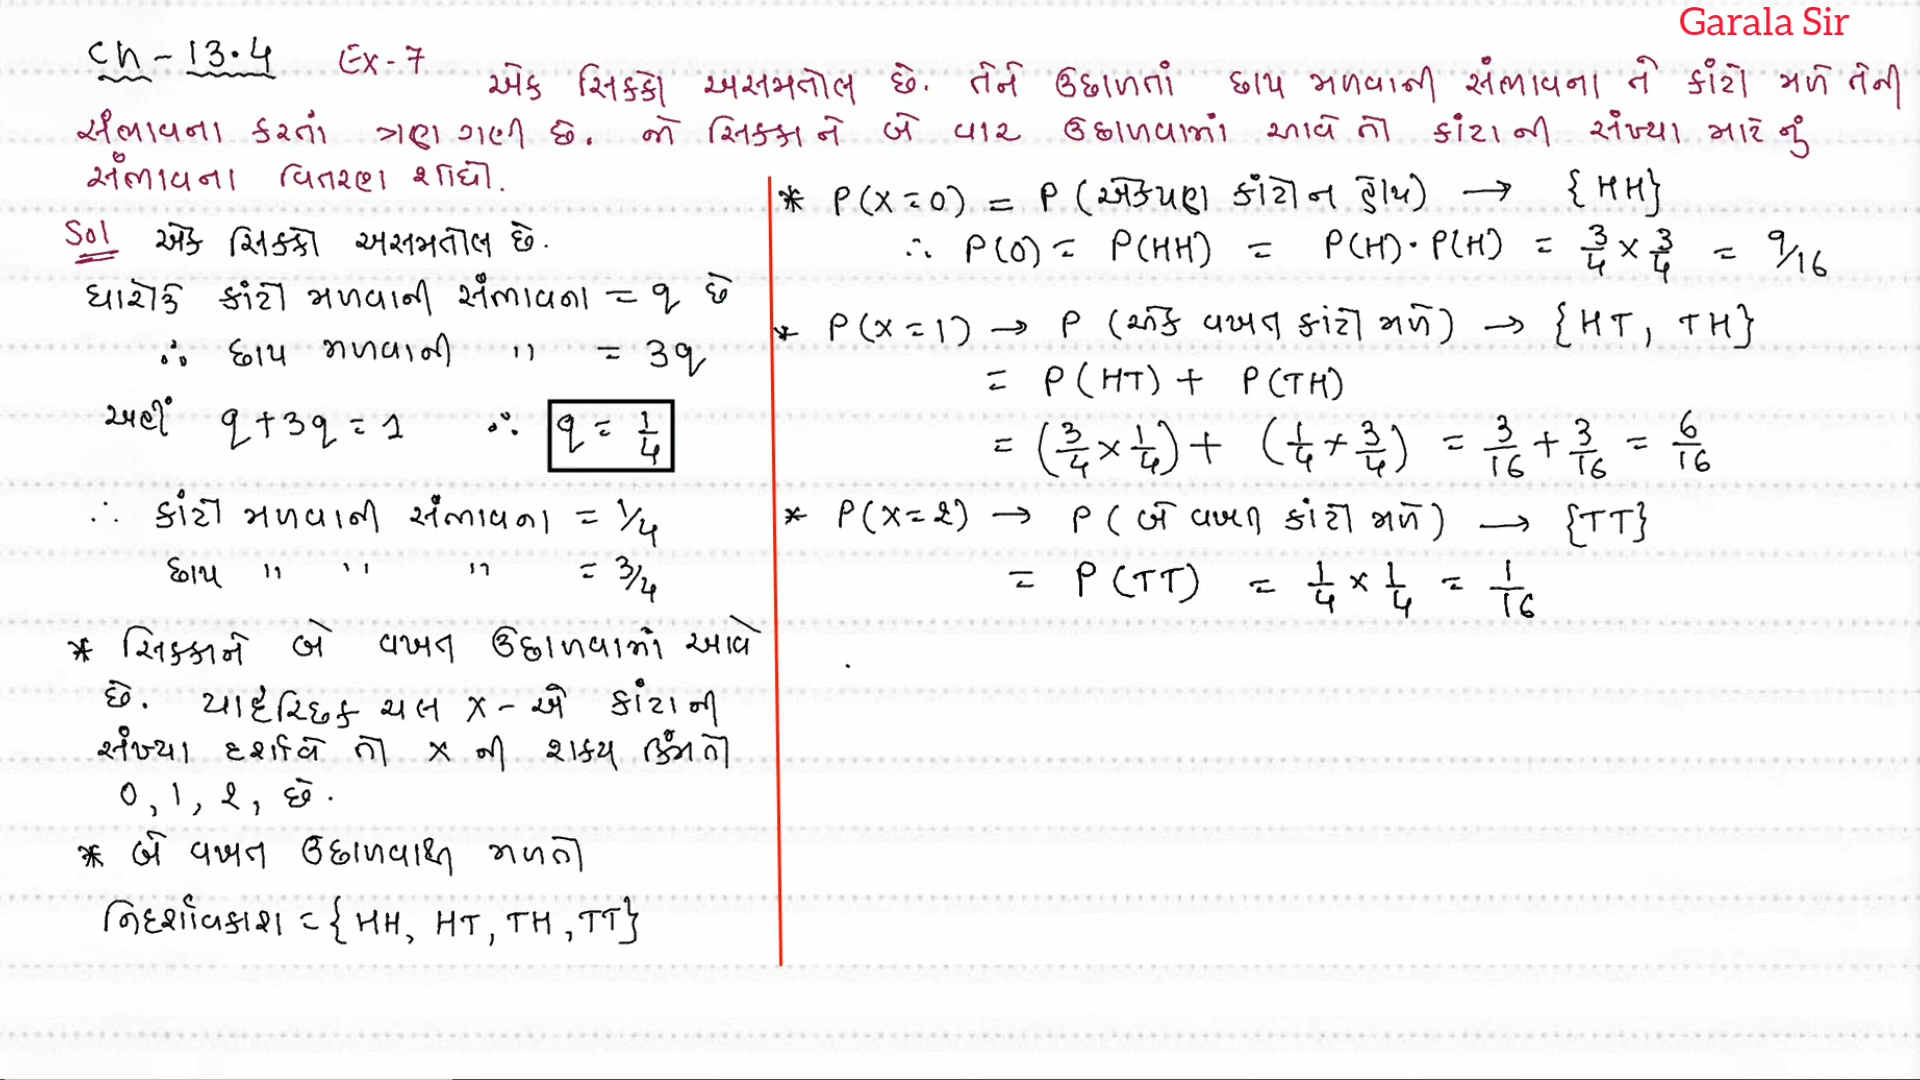 Garala Sir
Ch - 13.4 Ex - 7
એક સિક્કો અસમતોલ છે. તેને ઉછાળતાં છાપ મળવાની સંભાવના તે કાંટો મળે તેની
સંભાવના કરતાં ત્રણ ગણી છે. જો સિક્કાને બે વાર ઉછાળવામાં આવે તો કાંટાની સંખ્યા માટેનું
સંભાવના વિતરણ શોધો.
Sol એક સિક્કો અસમતોલ છે.
ધારોકે કાંટો મળવાની સંભાવના = q છે
∴ છાપ મળવાની " = 3q
અહીં q + 3q = 1 ∴ q = 1/4
∴ કાંટો મળવાની સંભાવના = 1/4
છાપ " " " = 3/4
* સિક્કાને બે વખત ઉછાળવામાં આવે
છે. યાદચ્છિક ચલ X - એ કાંટાની
સંખ્યા દર્શાવે તો X ની શક્ય કિંમતો
0, 1, 2, છે.
* બે વખત ઉછાળવાથી મળતો
નિદર્શાવકાશ = {HH, HT, TH, TT}
* P(X = 0) = P (એકપણ કાંટો ન હોય) → {HH}
∴ P(0) = P(HH) = P(H) · P(H) = 3/4 × 3/4 = 9/16
* P(X = 1) → P (એક વખત કાંટો મળે) → {HT, TH}
= P(HT) + P(TH)
= (3/4 × 1/4) + (1/4 × 3/4) = 3/16 + 3/16 = 6/16
* P(X = 2) → P (બે વખત કાંટો મળે) → {TT}
= P(TT) = 1/4 × 1/4 = 1/16